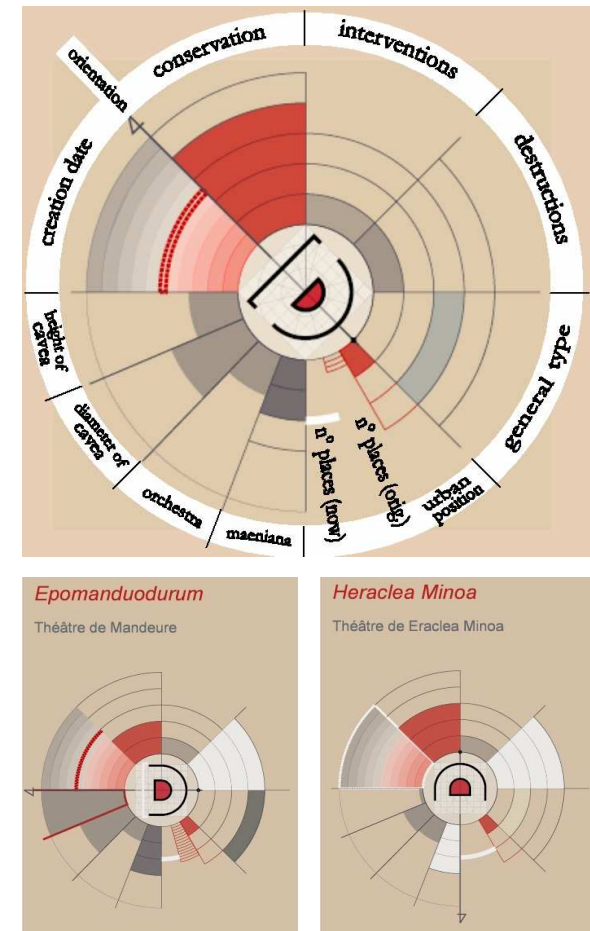 conservation
interventions
orientation
destructions
creation date
general type
height of
cavea
diameter of
cavea
orchestra
maeniana
n° places (now)
n° places (orig.)
urban
position
Epomanduodurum
Théâtre de Mandeure
Heraclea Minoa
Théâtre de Eraclea Minoa